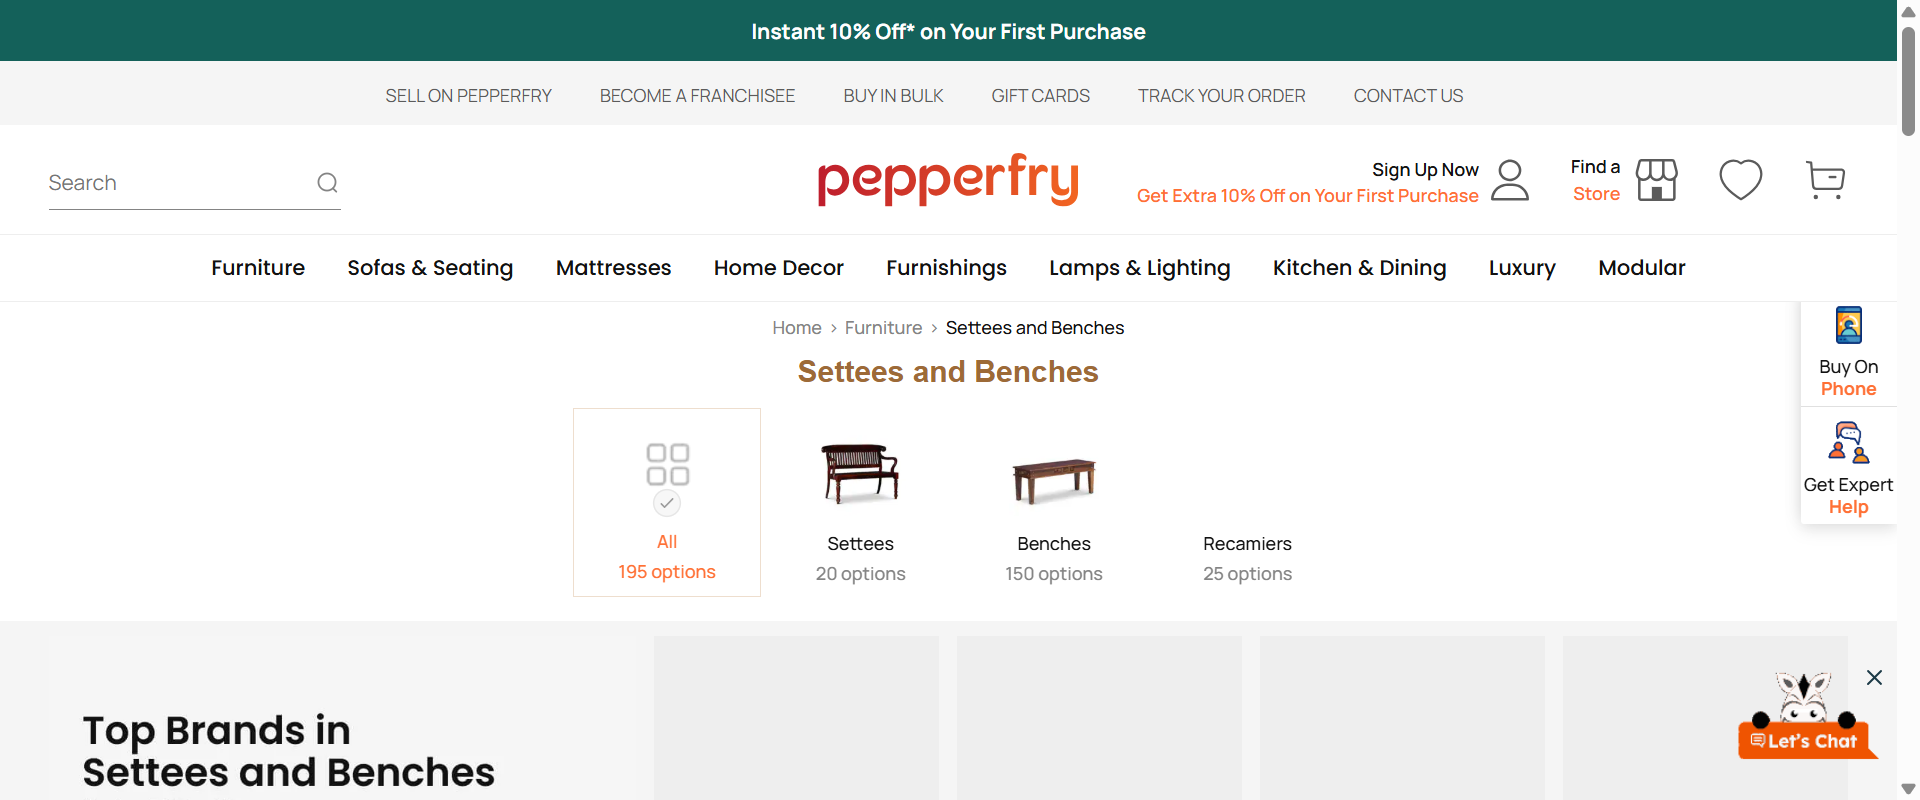 Instant 10% Off* on Your First Purchase
SELL ON PEPPERFRY
BECOME A FRANCHISEE
BUY IN BULK
GIFT CARDS
TRACK YOUR ORDER
CONTACT US
Search
pepperfry
Sign Up Now
Get Extra 10% Off on Your First Purchase
Find a
Store
Furniture
Sofas & Seating
Mattresses
Home Decor
Furnishings
Lamps & Lighting
Kitchen & Dining
Luxury
Modular
Home > Furniture > Settees and Benches
Settees and Benches
All
195 options
Settees
20 options
Benches
150 options
Recamiers
25 options
Buy On
Phone
Get Expert
Help
Top Brands in
Settees and Benches
Let's Chat